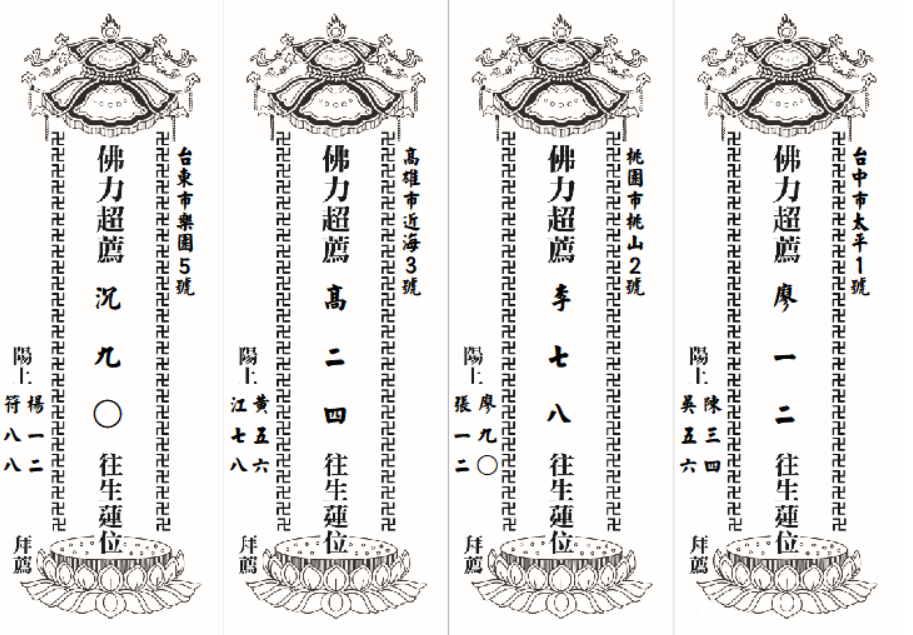 台中市太平1號
佛力超薦 廖一二 往生蓮位
陽上
陳三四
吳五六
拜薦
桃園市桃山2號
佛力超薦 李七八 往生蓮位
陽上
廖九〇
張一二
拜薦
高雄市近海3號
佛力超薦 高二四 往生蓮位
陽上
黃五六
江七八
拜薦
台東市樂園5號
佛力超薦 沉九〇 往生蓮位
陽上
楊一二
符八八
拜薦